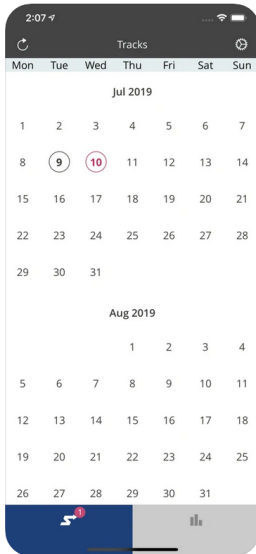 2:07
Tracks
Mon Tue Wed Thu Fri Sat Sun
Jul 2019
1 2 3 4 5 6 7
8 9 10 11 12 13 14
15 16 17 18 19 20 21
22 23 24 25 26 27 28
29 30 31
Aug 2019
1 2 3 4
5 6 7 8 9 10 11
12 13 14 15 16 17 18
19 20 21 22 23 24 25
26 27 28 29 30 31
1